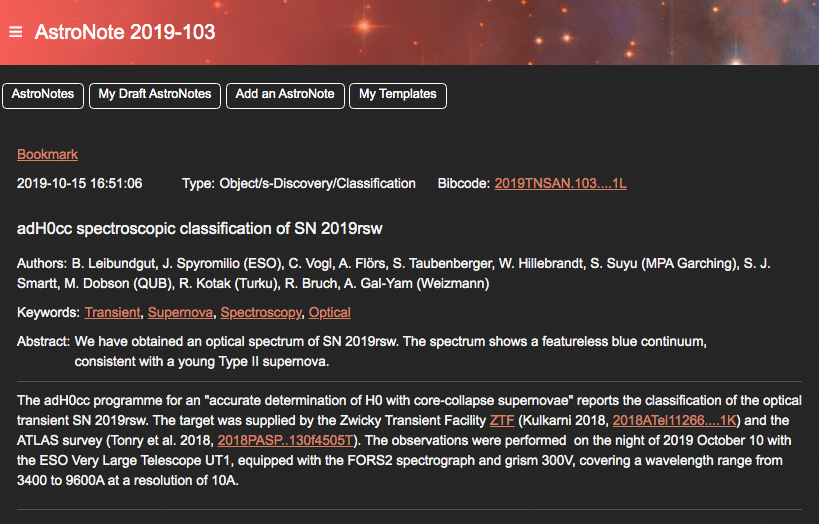 AstroNote 2019-103
AstroNotes My Draft AstroNotes Add an AstroNote My Templates
Bookmark
2019-10-15 16:51:06 Type: Object/s-Discovery/Classification Bibcode: 2019TNSAN.103....1L
adH0cc spectroscopic classification of SN 2019rsw
Authors: B. Leibundgut, J. Spyromilio (ESO), C. Vogl, A. Flörs, S. Taubenberger, W. Hillebrandt, S. Suyu (MPA Garching), S. J.
Smartt, M. Dobson (QUB), R. Kotak (Turku), R. Bruch, A. Gal-Yam (Weizmann)
Keywords: Transient, Supernova, Spectroscopy, Optical
Abstract: We have obtained an optical spectrum of SN 2019rsw. The spectrum shows a featureless blue continuum,
consistent with a young Type II supernova.
The adH0cc programme for an "accurate determination of H0 with core-collapse supernovae" reports the classification of the optical
transient SN 2019rsw. The target was supplied by the Zwicky Transient Facility ZTF (Kulkarni 2018, 2018ATel11266....1K) and the
ATLAS survey (Tonry et al. 2018, 2018PASP..130f4505T). The observations were performed  on the night of 2019 October 10 with
the ESO Very Large Telescope UT1, equipped with the FORS2 spectrograph and grism 300V, covering a wavelength range from
3400 to 9600A at a resolution of 10A.